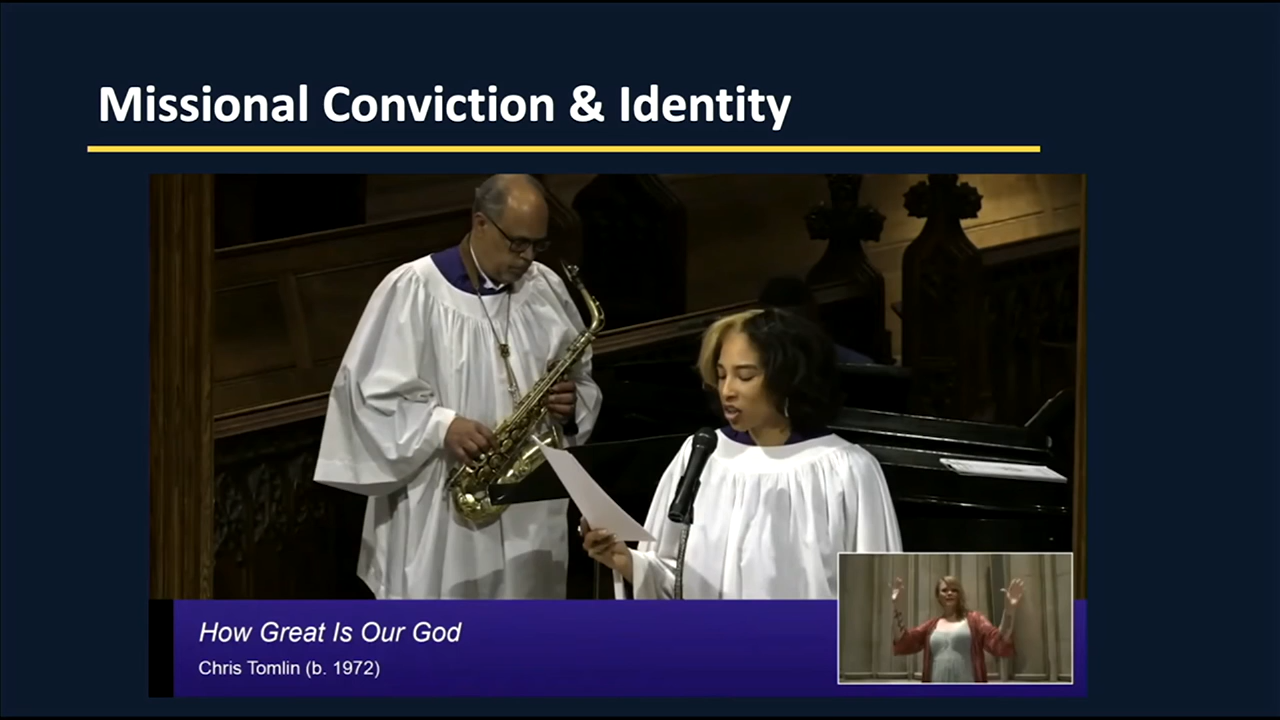 Missional Conviction & Identity
How Great Is Our God
Chris Tomlin (b. 1972)